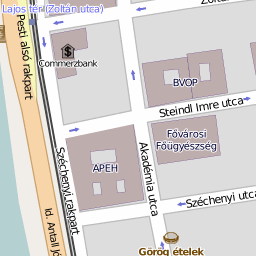 Lajos tér (Zoltán utca)
Zoltán
Pesti alsó rakpart
Commerzbank
BVOP
Steindl Imre utca
Fővárosi
Főügyészség
Széchenyi rakpart
APEH
Akadémia utca
Széchenyi utca
Id. Antall J
Görög ételek